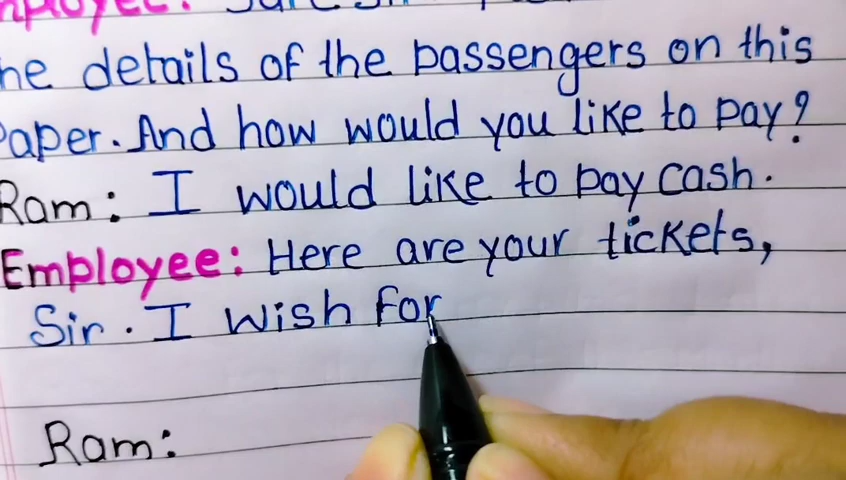 he details of the passengers on this
Paper. And how would you like to pay?
Ram: I would like to pay cash.
Employee: Here are your tickets,
Sir. I wish for
Ram: